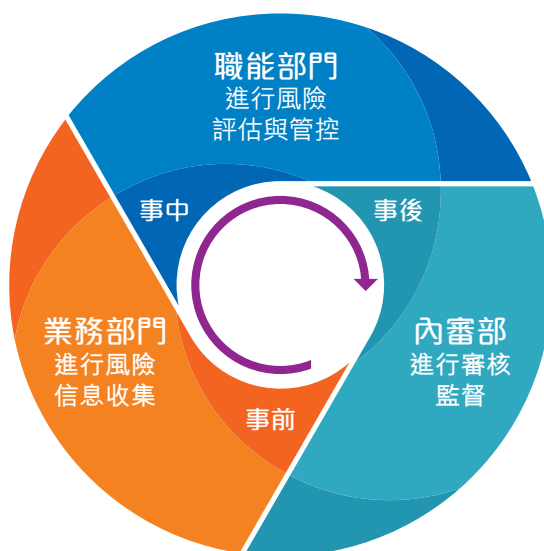 職能部門
進行風險
評估與管控
事中
事後
業務部門
進行風險
信息收集
內審部
進行審核
監督
事前